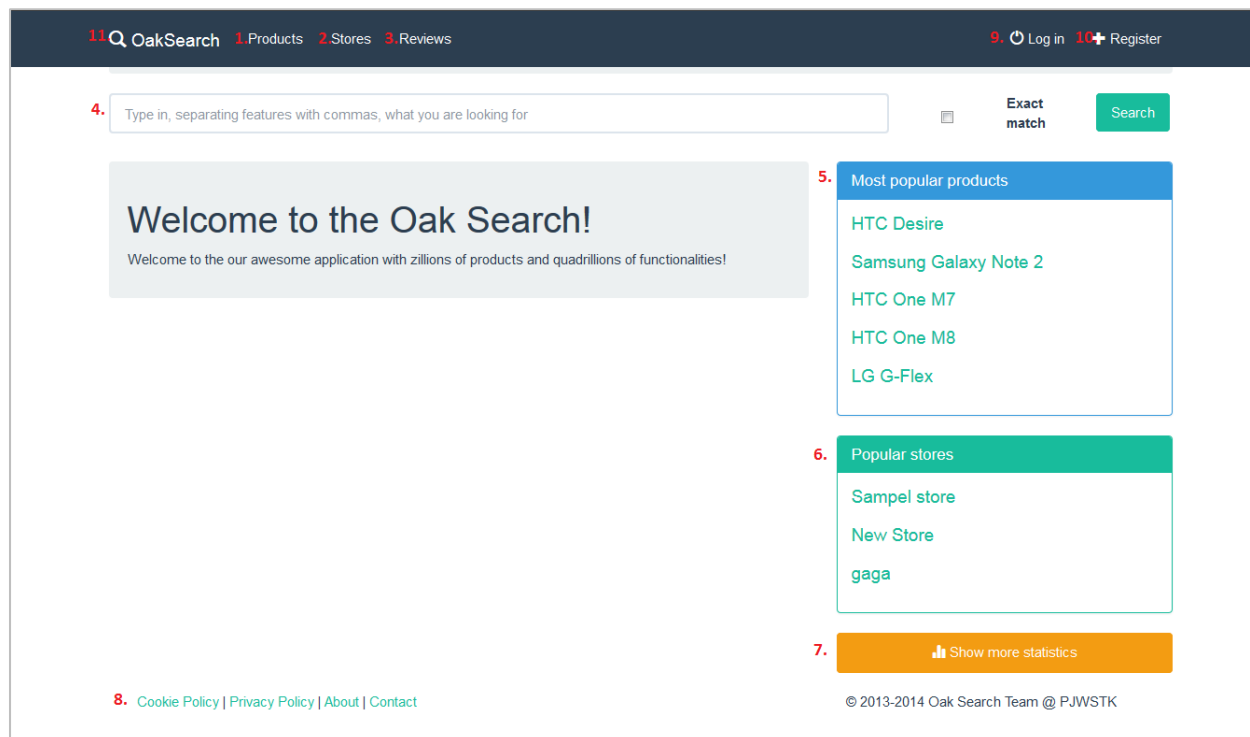 11 OakSearch 1.Products 2.Stores 3.Reviews 9. Log in 10 Register
4. Type in, separating features with commas, what you are looking for
Exact
match
Search
Welcome to the Oak Search!
Welcome to the our awesome application with zillions of products and quadrillions of functionalities!
5. Most popular products
HTC Desire
Samsung Galaxy Note 2
HTC One M7
HTC One M8
LG G-Flex
6. Popular stores
Sampel store
New Store
gaga
7. Show more statistics
8. Cookie Policy | Privacy Policy | About | Contact
© 2013-2014 Oak Search Team @ PJWSTK